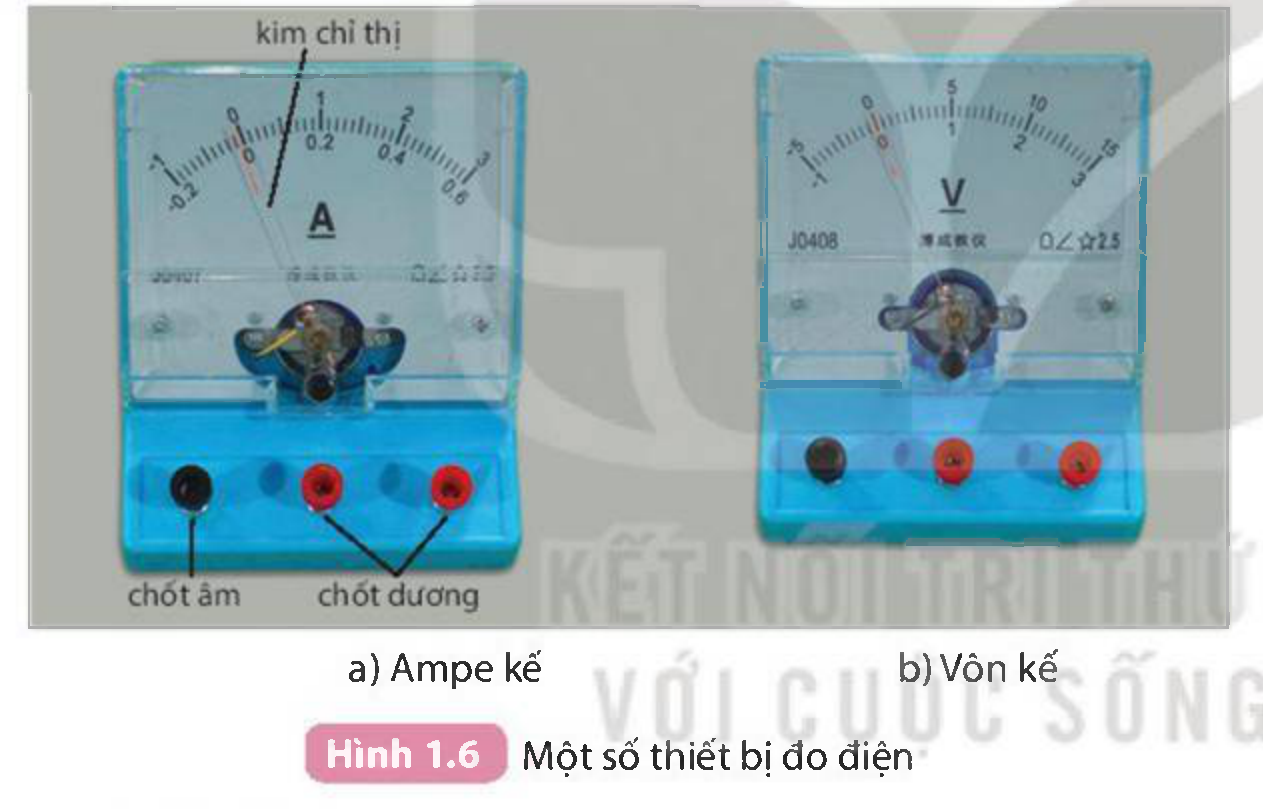 kim chỉ thị
-1 0 1 2 3
-0.2 0 0.2 0.4 0.6
A
chốt âm
chốt dương
-5 0 5 10 15
-1 0 1 2 3
V
J0408
2.5
KẾT NỐI TRI THỨ
VỚI CUỘC SỐNG
a) Ampe kế
b) Vôn kế
Hình 1.6 Một số thiết bị đo điện